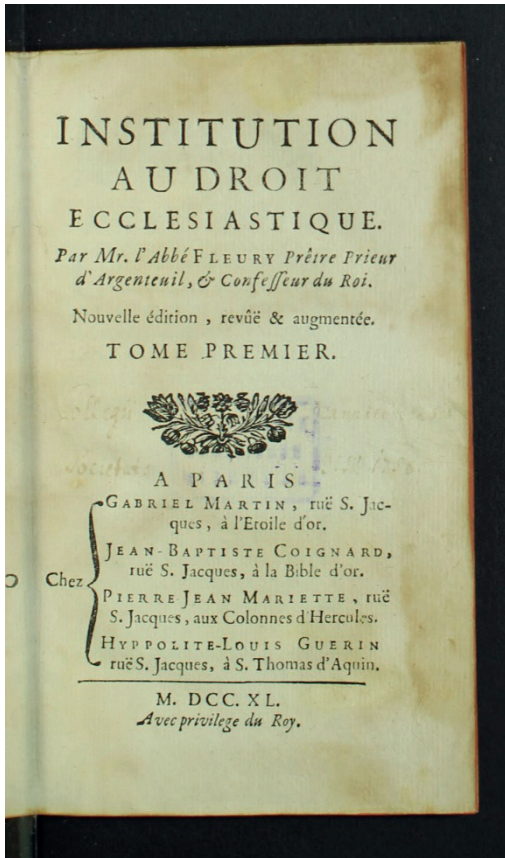 INSTITUTION
AU DROIT
ECCLESIASTIQUE.
Par Mr. l'Abbé FLEURY Prêtre Prieur
d'Argenteuil, & Confesseur du Roi.
Nouvelle édition, revûë & augmentée.
TOME PREMIER.
A PARIS
GABRIEL MARTIN, ruë S. Jac-
ques, à l'Etoile d'or.
JEAN-BAPTISTE COIGNARD,
ruë S. Jacques, à la Bible d'or.
Chez
PIERRE-JEAN MARIETTE, ruë
S. Jacques, aux Colonnes d'Hercules.
HYPPOLITE-LOUIS GUERIN
ruë S. Jacques, à S. Thomas d'Aquin.
M. DCC. XL.
Avec privilege du Roy.